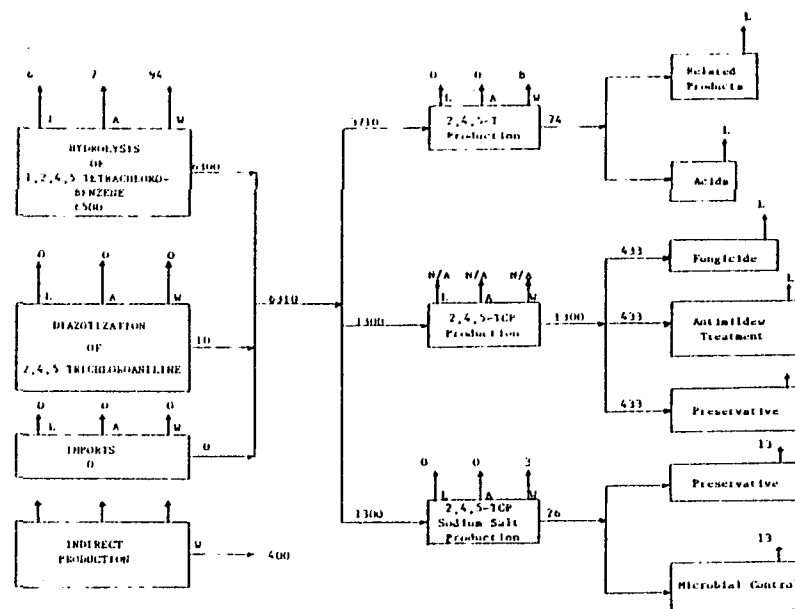 6 7 94
L A W
HYDROLYSIS
OF
1,2,4,5 TETRACHLORO-
BENZENE
6500
6300
0 0 0
L A W
DIAZOTIZATION
OF
2,4,5 TRICHLOROANILINE
10
0 0 0
L A W
IMPORTS
0
0
INDIRECT
PRODUCTION
W
400
6310
3710
0 0 8
L A W
2,4,5-T
Production
74
L
Related
Products
L
Acids
1300
N/A N/A N/A
L A W
2,4,5-TCP
Production
1300
433
L
Fungicide
433
L
Antimildew
Treatment
433
Preservative
1300
0 0 3
L A W
2,4,5-TCP
Sodium Salt
Production
26
13
Preservative
13
Microbial Control